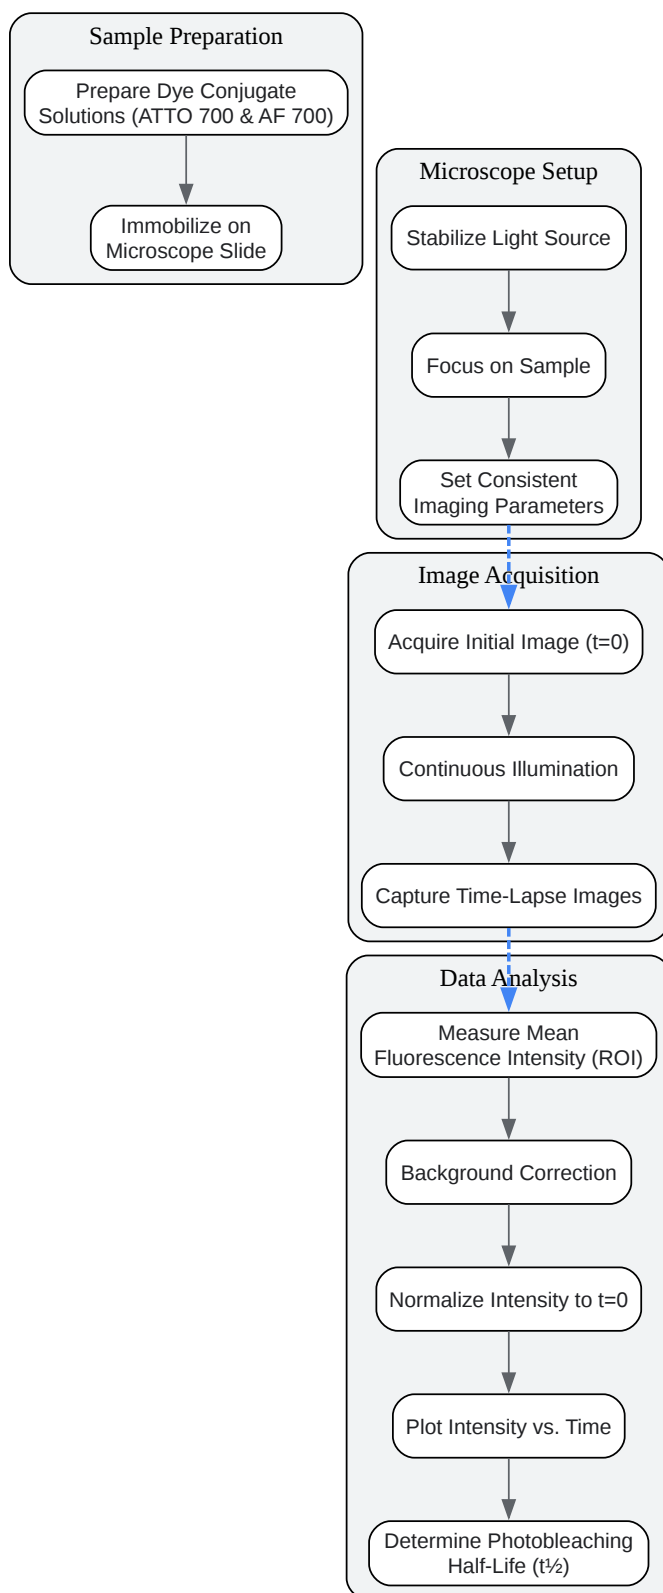 Sample Preparation
Prepare Dye Conjugate
Solutions (ATTO 700 & AF 700)
Immobilize on
Microscope Slide
Microscope Setup
Stabilize Light Source
Focus on Sample
Set Consistent
Imaging Parameters
Image Acquisition
Acquire Initial Image (t=0)
Continuous Illumination
Capture Time-Lapse Images
Data Analysis
Measure Mean
Fluorescence Intensity (ROI)
Background Correction
Normalize Intensity to t=0
Plot Intensity vs. Time
Determine Photobleaching
Half-Life (t½)